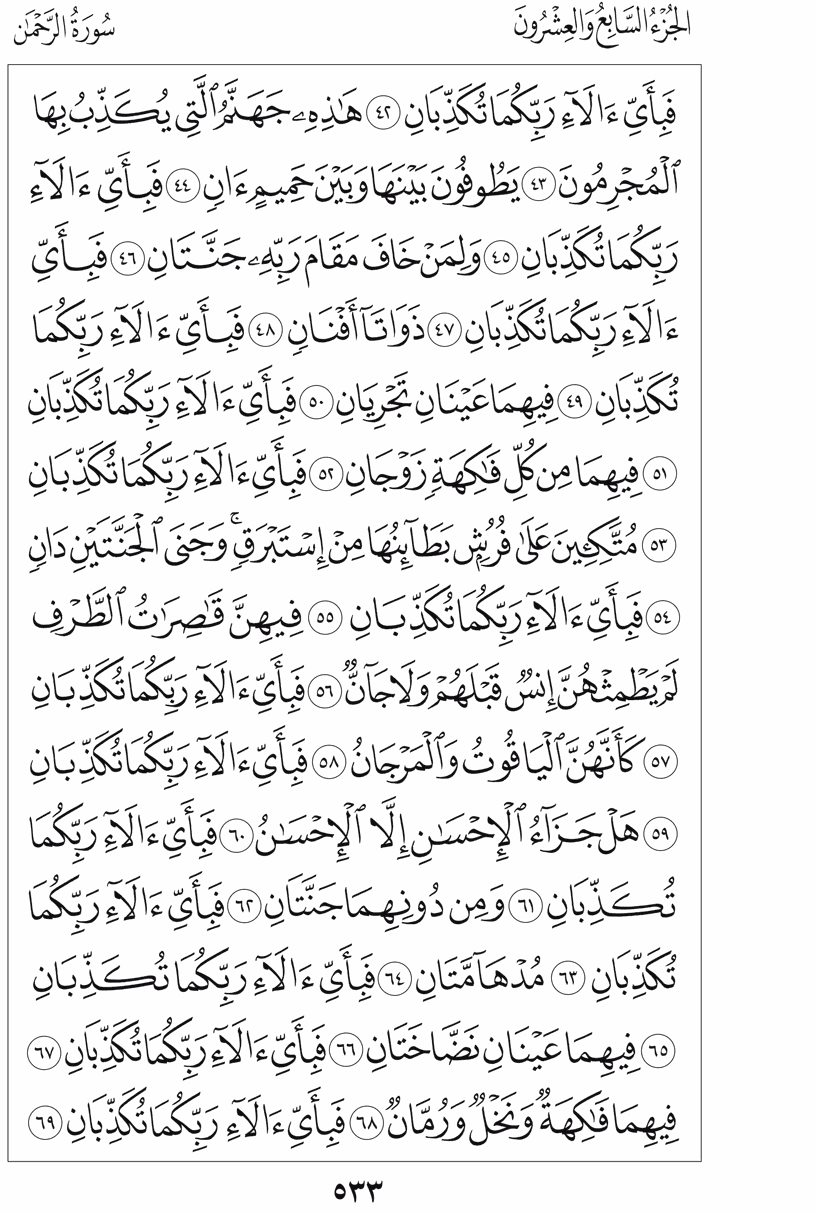 الجُزْءُ السَّابِعُ وَالعِشْرُونَ
سُورَةُ الرَّحْمَٰن
فَبِأَيِّ ءَالَآءِ رَبِّكُمَا تُكَذِّبَانِ ٤٢ هَٰذِهِۦ جَهَنَّمُ ٱلَّتِي يُكَذِّبُ بِهَا
ٱلْمُجْرِمُونَ ٤٣ يَطُوفُونَ بَيْنَهَا وَبَيْنَ حَمِيمٍ ءَانٍ ٤٤ فَبِأَيِّ ءَالَآءِ
رَبِّكُمَا تُكَذِّبَانِ ٤٥ وَلِمَنْ خَافَ مَقَامَ رَبِّهِۦ جَنَّتَانِ ٤٦ فَبِأَيِّ
ءَالَآءِ رَبِّكُمَا تُكَذِّبَانِ ٤٧ ذَوَاتَآ أَفْنَانٍ ٤٨ فَبِأَيِّ ءَالَآءِ رَبِّكُمَا
تُكَذِّبَانِ ٤٩ فِيهِمَا عَيْنَانِ تَجْرِيَانِ ٥٠ فَبِأَيِّ ءَالَآءِ رَبِّكُمَا تُكَذِّبَانِ
٥١ فِيهِمَا مِن كُلِّ فَٰكِهَةٍ زَوْجَانِ ٥٢ فَبِأَيِّ ءَالَآءِ رَبِّكُمَا تُكَذِّبَانِ
٥٣ مُتَّكِـِٔينَ عَلَىٰ فُرُشٍۭ بَطَآئِنُهَا مِنْ إِسْتَبْرَقٍۚ وَجَنَى ٱلْجَنَّتَيْنِ دَانٍ
٥٤ فَبِأَيِّ ءَالَآءِ رَبِّكُمَا تُكَذِّبَانِ ٥٥ فِيهِنَّ قَٰصِرَٰتُ ٱلطَّرْفِ
لَمْ يَطْمِثْهُنَّ إِنسٌ قَبْلَهُمْ وَلَا جَآنٌّ ٥٦ فَبِأَيِّ ءَالَآءِ رَبِّكُمَا تُكَذِّبَانِ
٥٧ كَأَنَّهُنَّ ٱلْيَاقُوتُ وَٱلْمَرْجَانُ ٥٨ فَبِأَيِّ ءَالَآءِ رَبِّكُمَا تُكَذِّبَانِ
٥٩ هَلْ جَزَآءُ ٱلْإِحْسَٰنِ إِلَّا ٱلْإِحْسَٰنُ ٦٠ فَبِأَيِّ ءَالَآءِ رَبِّكُمَا
تُكَذِّبَانِ ٦١ وَمِن دُونِهِمَا جَنَّتَانِ ٦٢ فَبِأَيِّ ءَالَآءِ رَبِّكُمَا
تُكَذِّبَانِ ٦٣ مُدْهَآمَّتَانِ ٦٤ فَبِأَيِّ ءَالَآءِ رَبِّكُمَا تُكَذِّبَانِ
٦٥ فِيهِمَا عَيْنَانِ نَضَّاخَتَانِ ٦٦ فَبِأَيِّ ءَالَآءِ رَبِّكُمَا تُكَذِّبَانِ ٦٧
فِيهِمَا فَٰكِهَةٌ وَنَخْلٌ وَرُمَّانٌ ٦٨ فَبِأَيِّ ءَالَآءِ رَبِّكُمَا تُكَذِّبَانِ ٦٩
٥٣٣